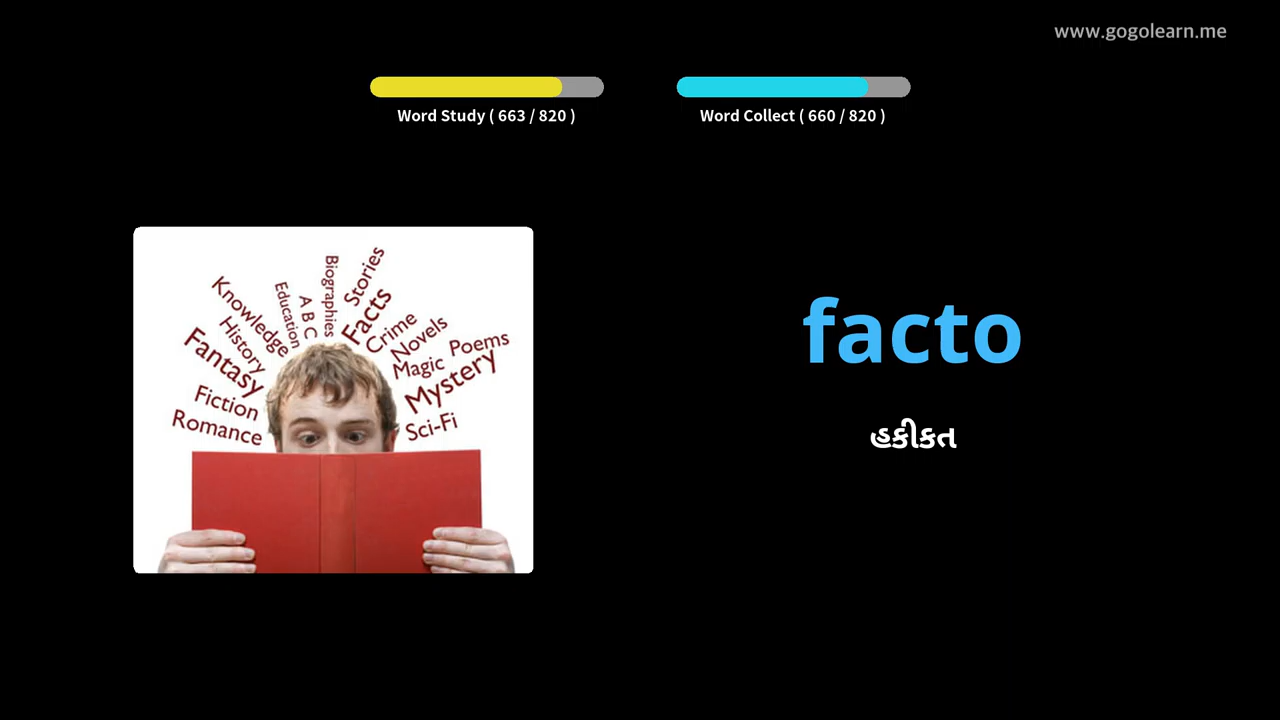 www.gogolearn.me
Word Study ( 663 / 820 )
Word Collect ( 660 / 820 )
Biographies
Stories
Education
A B C
Facts
Knowledge
Crime
History
Novels
Poems
Fantasy
Magic
Mystery
Fiction
Sci-Fi
Romance
facto
હકીકત